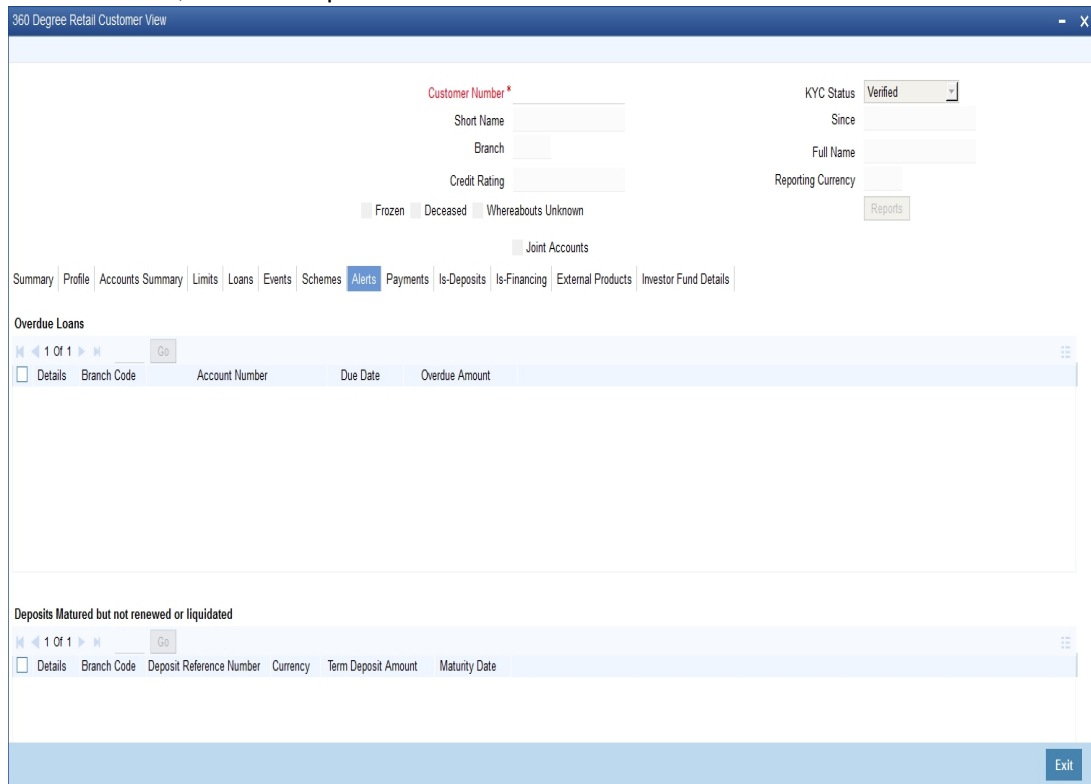 360 Degree Retail Customer View - x
Customer Number *
Short Name
Branch
Credit Rating
Frozen Deceased Whereabouts Unknown
Joint Accounts
KYC Status Verified
Since
Full Name
Reporting Currency
Reports
Summary Profile Accounts Summary Limits Loans Events Schemes Alerts Payments Is-Deposits Is-Financing External Products Investor Fund Details
Overdue Loans
1 Of 1 Go
Details Branch Code Account Number Due Date Overdue Amount
Deposits Matured but not renewed or liquidated
1 Of 1 Go
Details Branch Code Deposit Reference Number Currency Term Deposit Amount Maturity Date
Exit